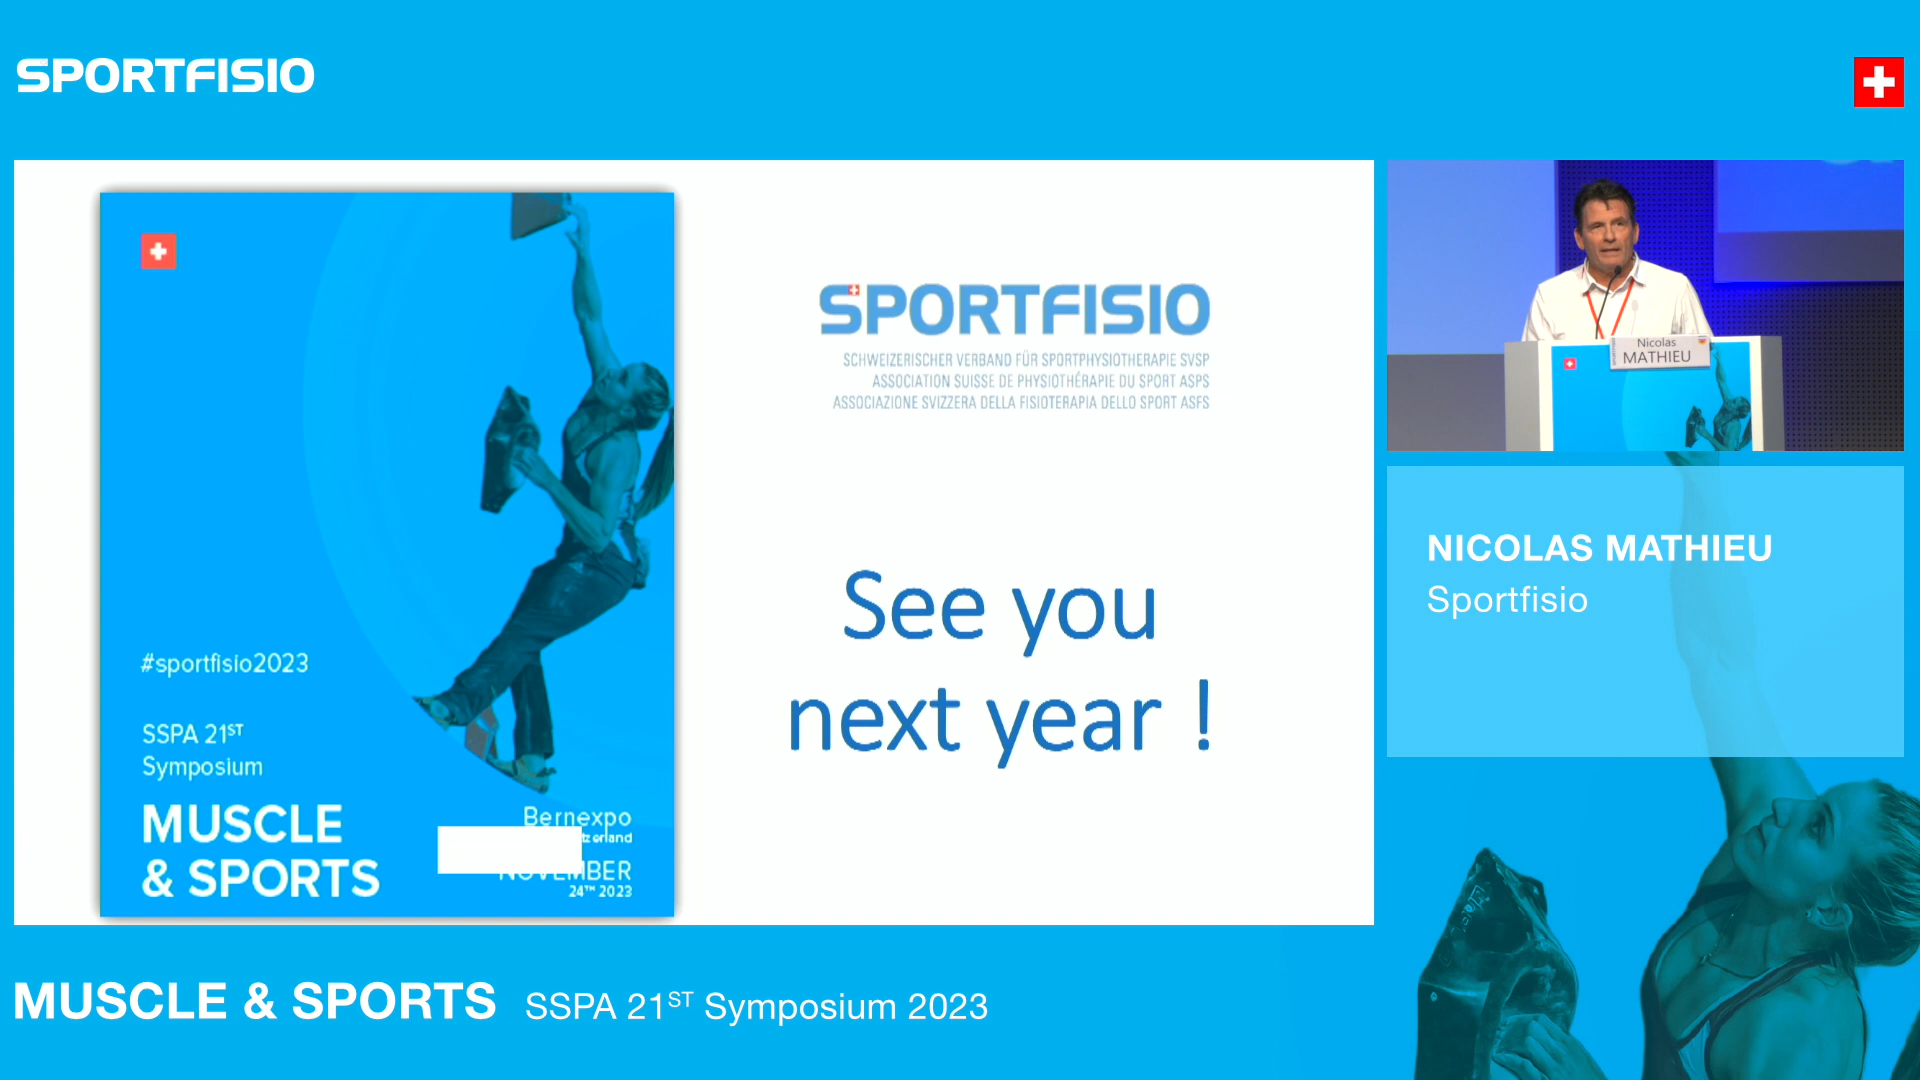 SPORTFISIO
#sportfisio2023
SSPA 21ST
Symposium
MUSCLE
& SPORTS
Bernexpo
24TH 2023
SPORTFISIO
SCHWEIZERISCHER VERBAND FÜR SPORTPHYSIOTHERAPIE SVSP
ASSOCIATION SUISSE DE PHYSIOTHÉRAPIE DU SPORT ASPS
ASSOCIAZIONE SVIZZERA DELLA FISIOTERAPIA DELLO SPORT ASFS
See you
next year !
Nicolas
MATHIEU
NICOLAS MATHIEU
Sportfisio
MUSCLE & SPORTS SSPA 21ST Symposium 2023